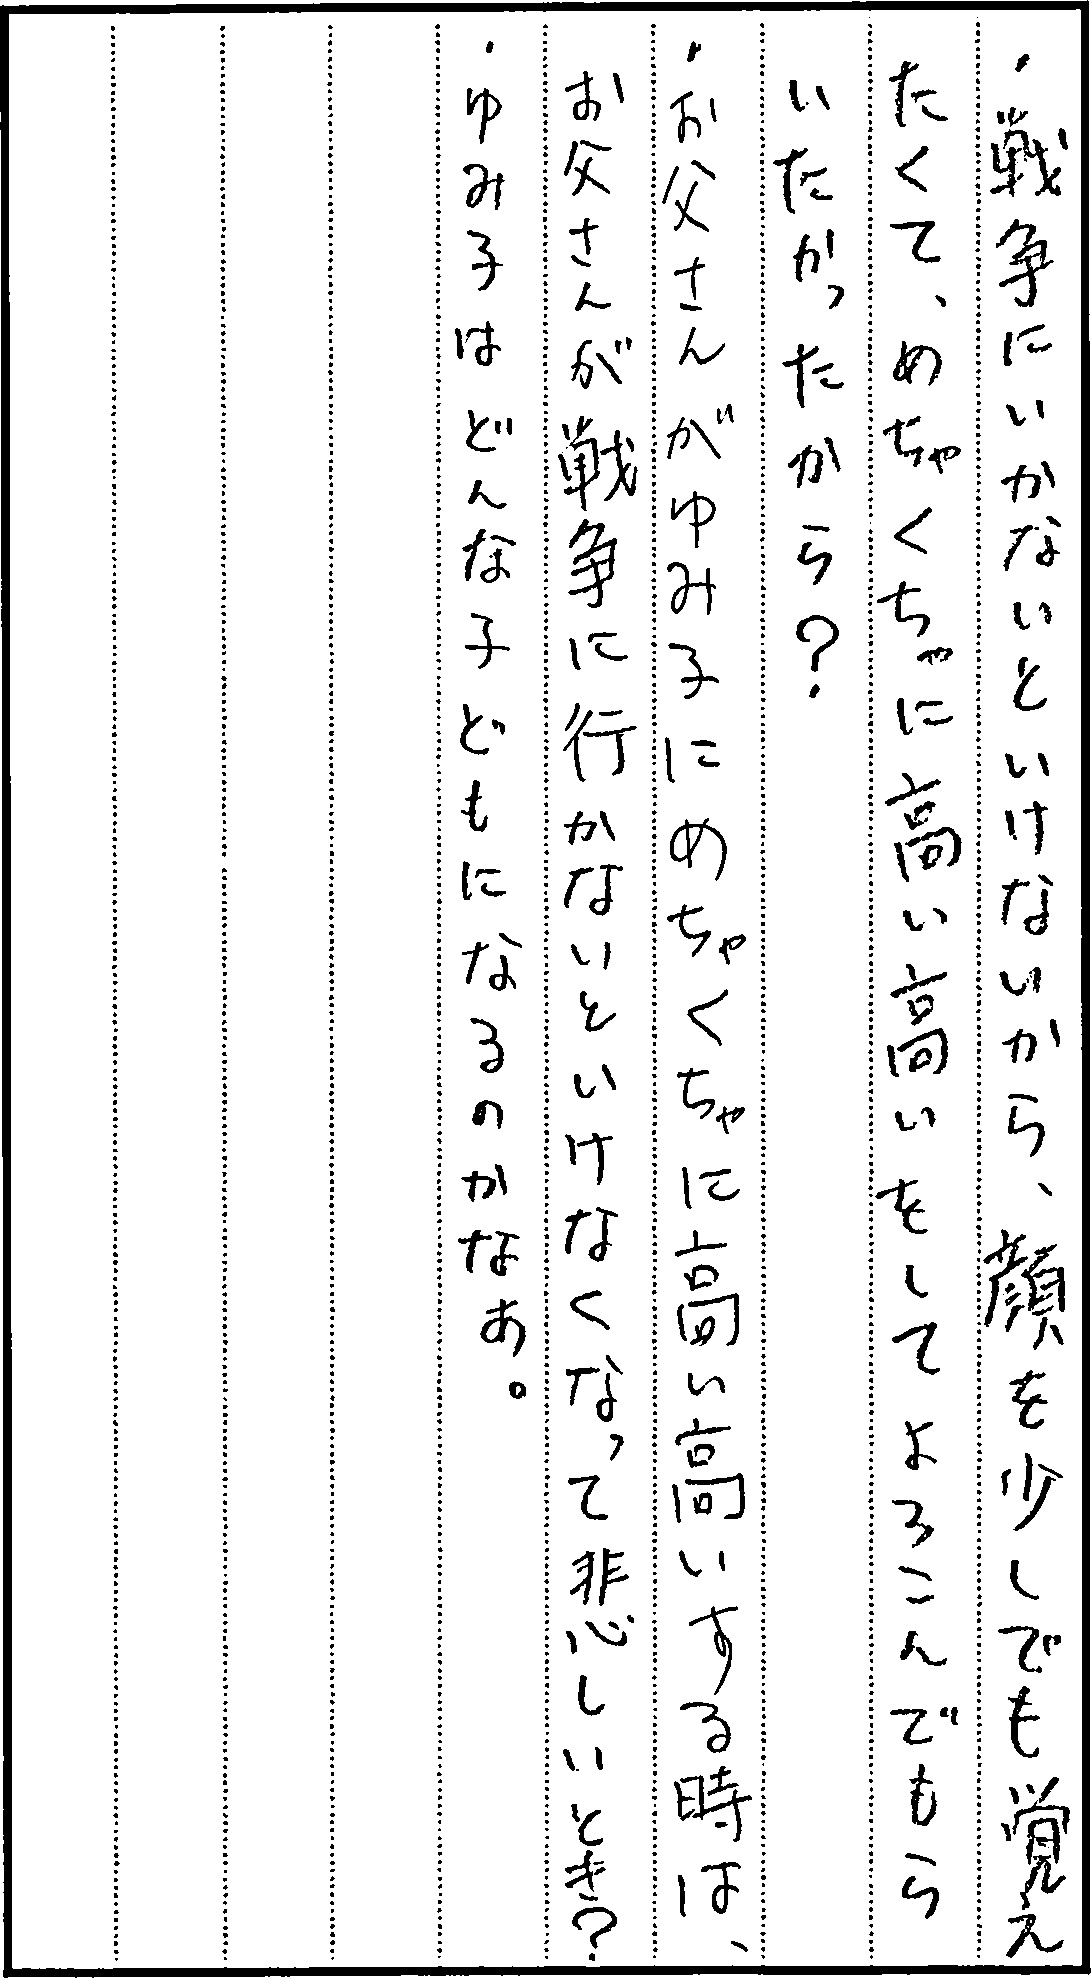 ・戦争にいかないといけないから、顔を少しでも覚え
たくて、めちゃくちゃに高い高いをしてよろこんでもら
いたかったから?
・お父さんがゆみ子にめちゃくちゃに高い高いする時は、
お父さんが戦争に行かないといけなくなって悲しいとき?
・ゆみ子はどんな子どもになるのかなあ。